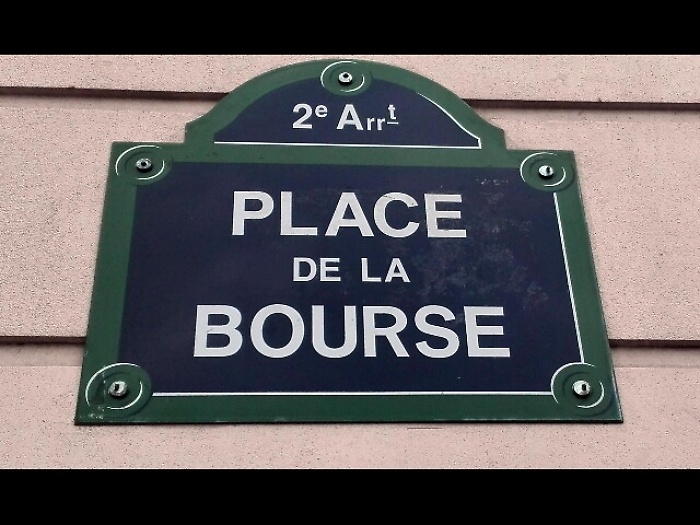 2ᵉ Arrᵗ
PLACE
DE LA
BOURSE